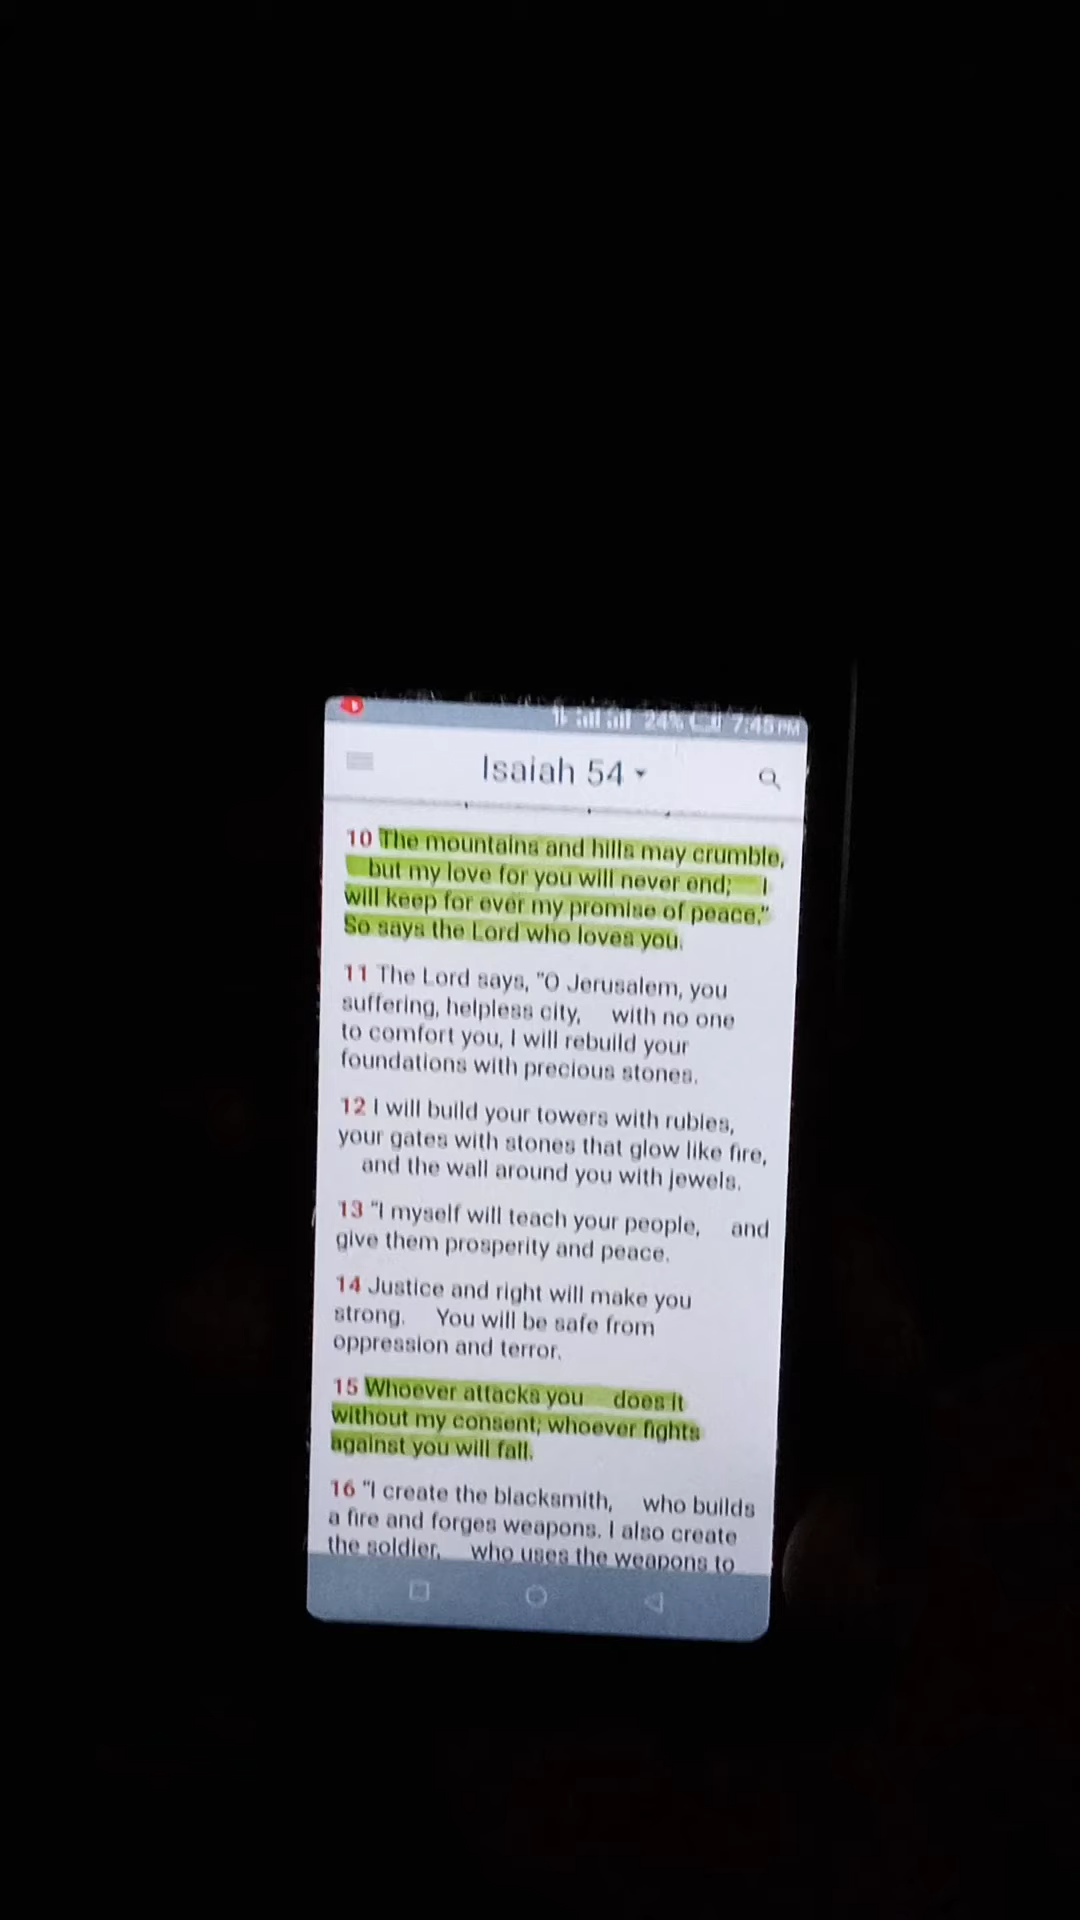 24% 7:45 PM
Isaiah 54
10 The mountains and hills may crumble,
but my love for you will never end; I
will keep for ever my promise of peace."
So says the Lord who loves you.
11 The Lord says, "O Jerusalem, you
suffering, helpless city, with no one
to comfort you, I will rebuild your
foundations with precious stones.
12 I will build your towers with rubies,
your gates with stones that glow like fire,
and the wall around you with jewels.
13 "I myself will teach your people, and
give them prosperity and peace.
14 Justice and right will make you
strong. You will be safe from
oppression and terror.
15 Whoever attacks you does it
without my consent; whoever fights
against you will fall.
16 "I create the blacksmith, who builds
a fire and forges weapons. I also create
the soldier, who uses the weapons to